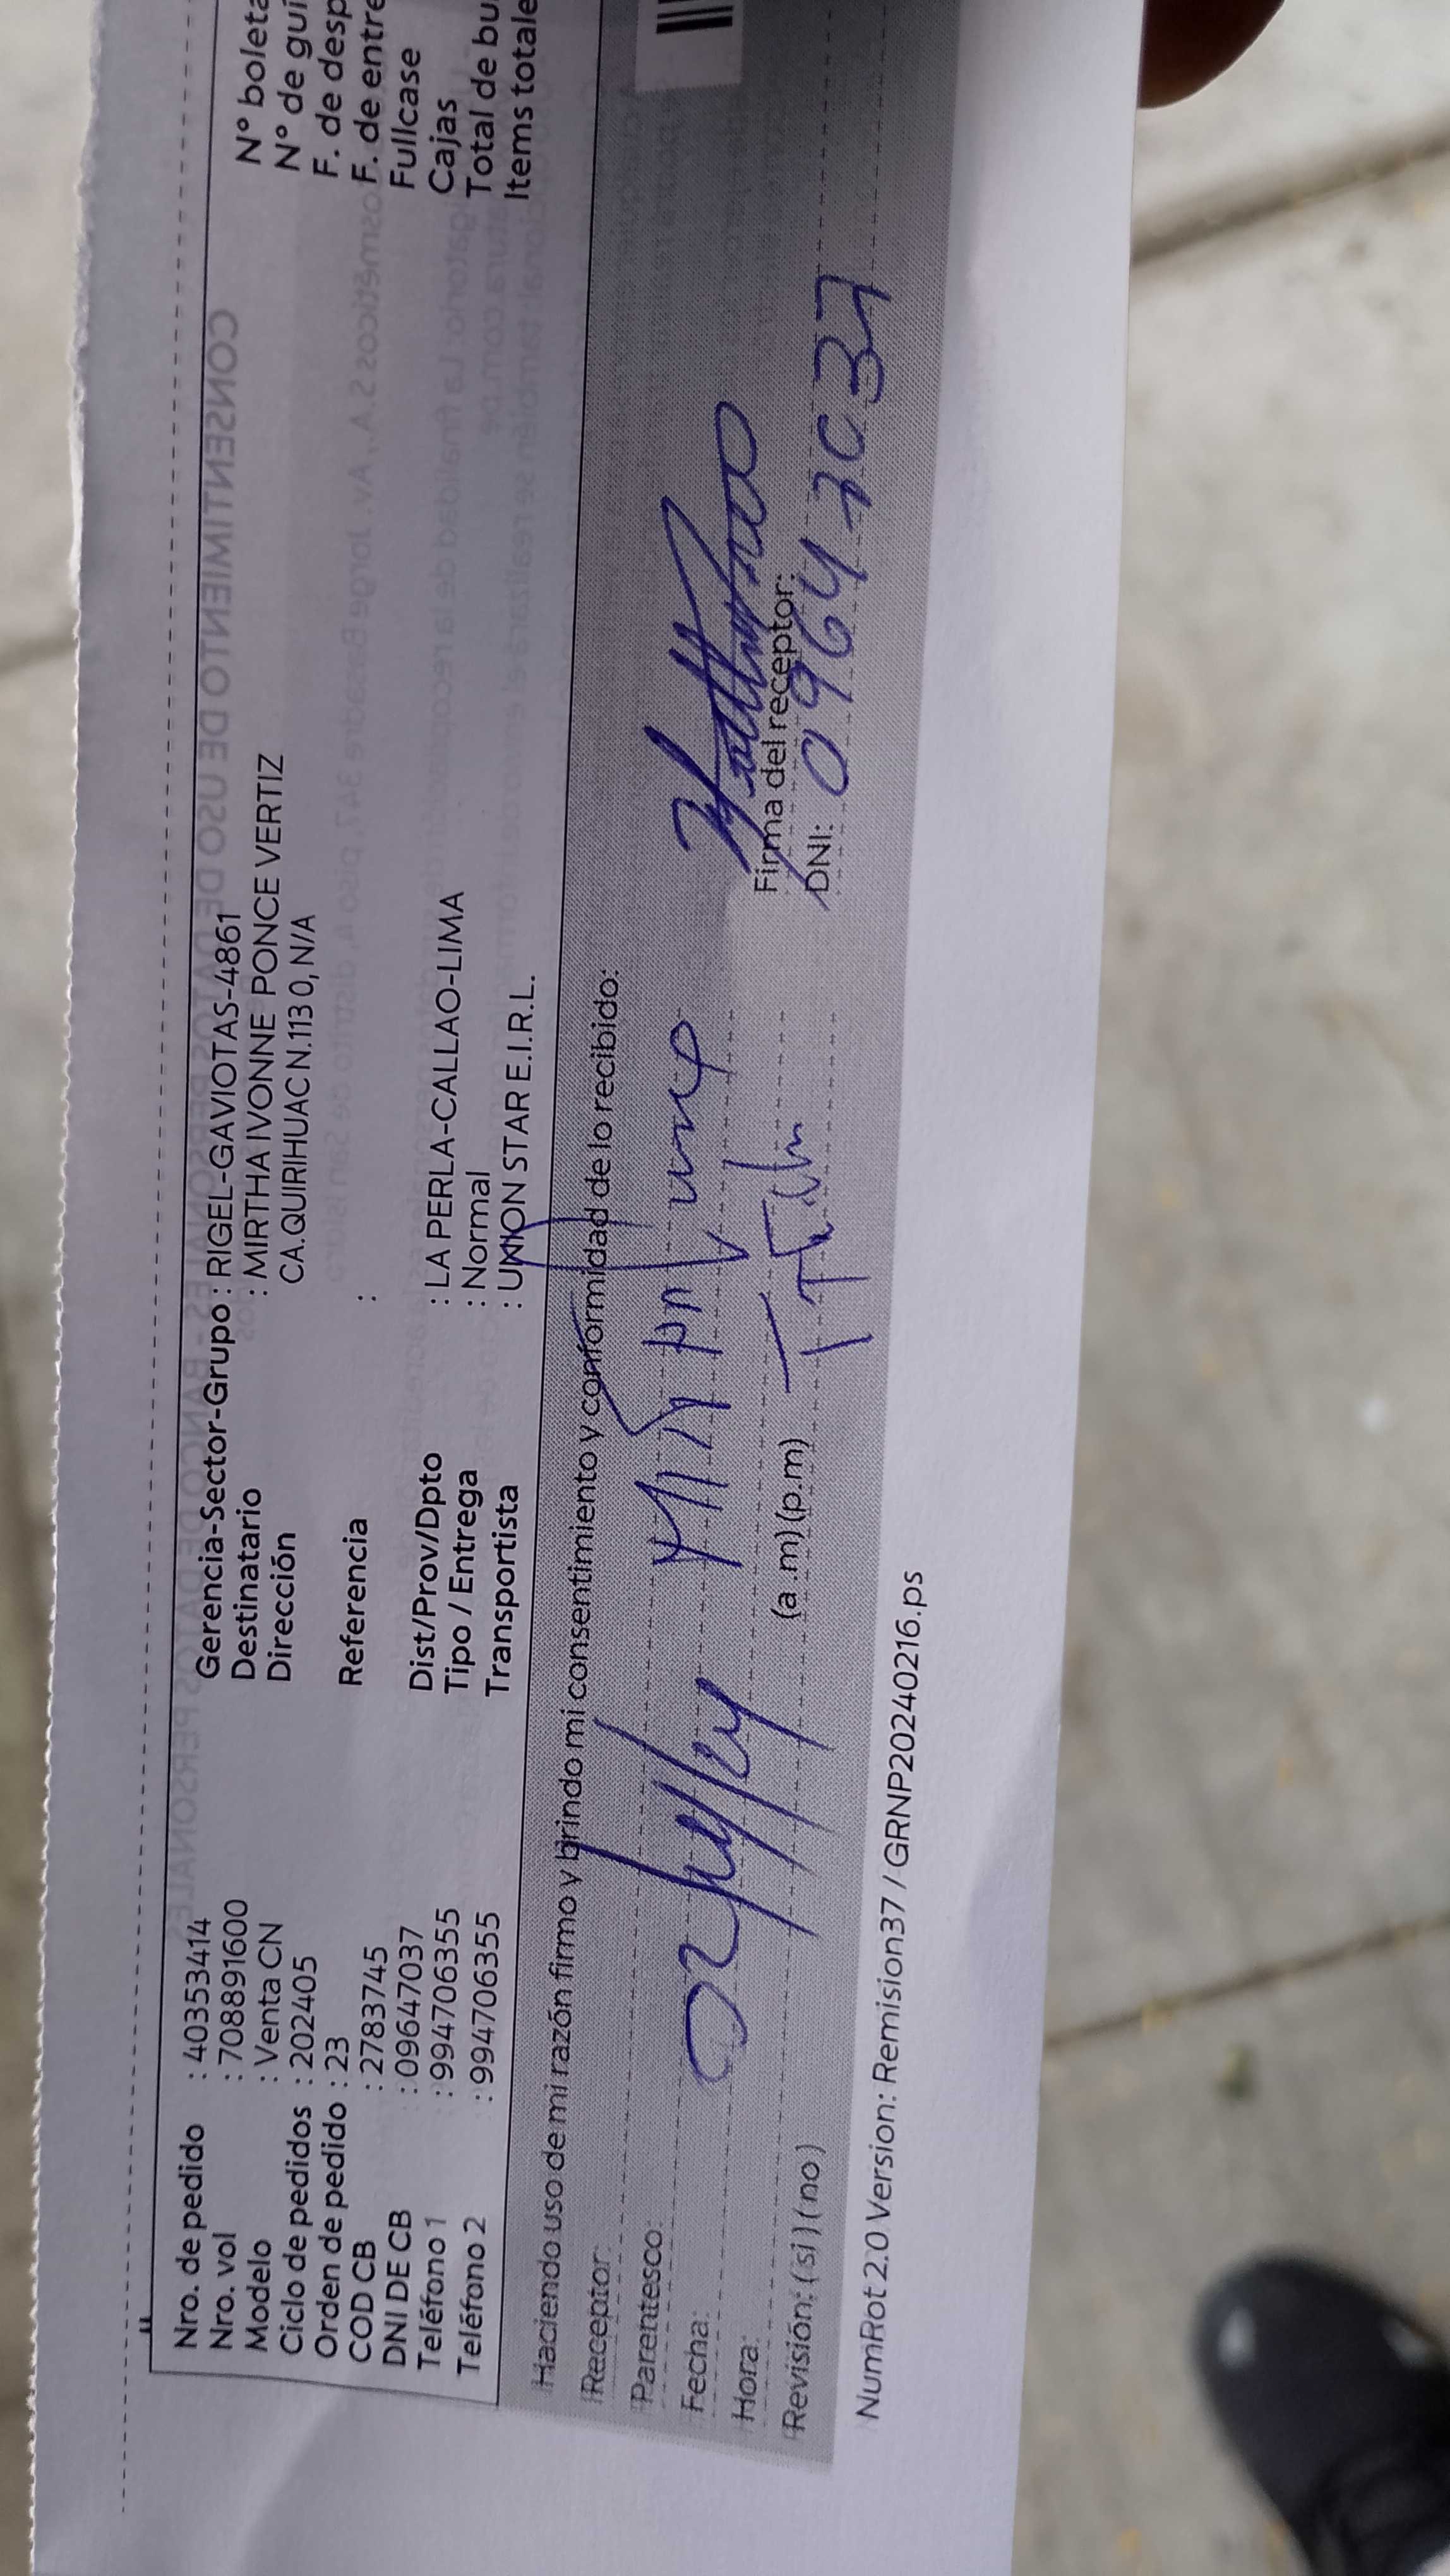 Nro. de pedido : 40353414
Nro. vol : 708891600
Modelo : Venta CN
Ciclo de pedidos : 202405
Orden de pedido : 23
COD CB : 2783745
DNI DE CB : 09647037
Teléfono 1 : 994706355
Teléfono 2 : 994706355
Gerencia-Sector-Grupo : RIGEL-GAVIOTAS-4861
Destinatario : MIRTHA IVONNE PONCE VERTIZ
Dirección CA.QUIRIHUAC N.113 0, N/A
Referencia :
Dist/Prov/Dpto : LA PERLA-CALLAO-LIMA
Tipo / Entrega : Normal
Transportista : UNION STAR E.I.R.L.
N° boleta
N° de gui
F. de desp
F. de entre
Fullcase
Cajas
Total de bu
Items totale
Haciendo uso de mi razón firmo y brindo mi consentimiento y conformidad de lo recibido:
Receptor:
Parentesco:
Fecha:
Hora: (a .m) (p.m)
Revisión: (si) (no)
Firma del receptor:
DNI: 09647037
NumRot 2.0 Version: Remision37 / GRNP20240216.ps